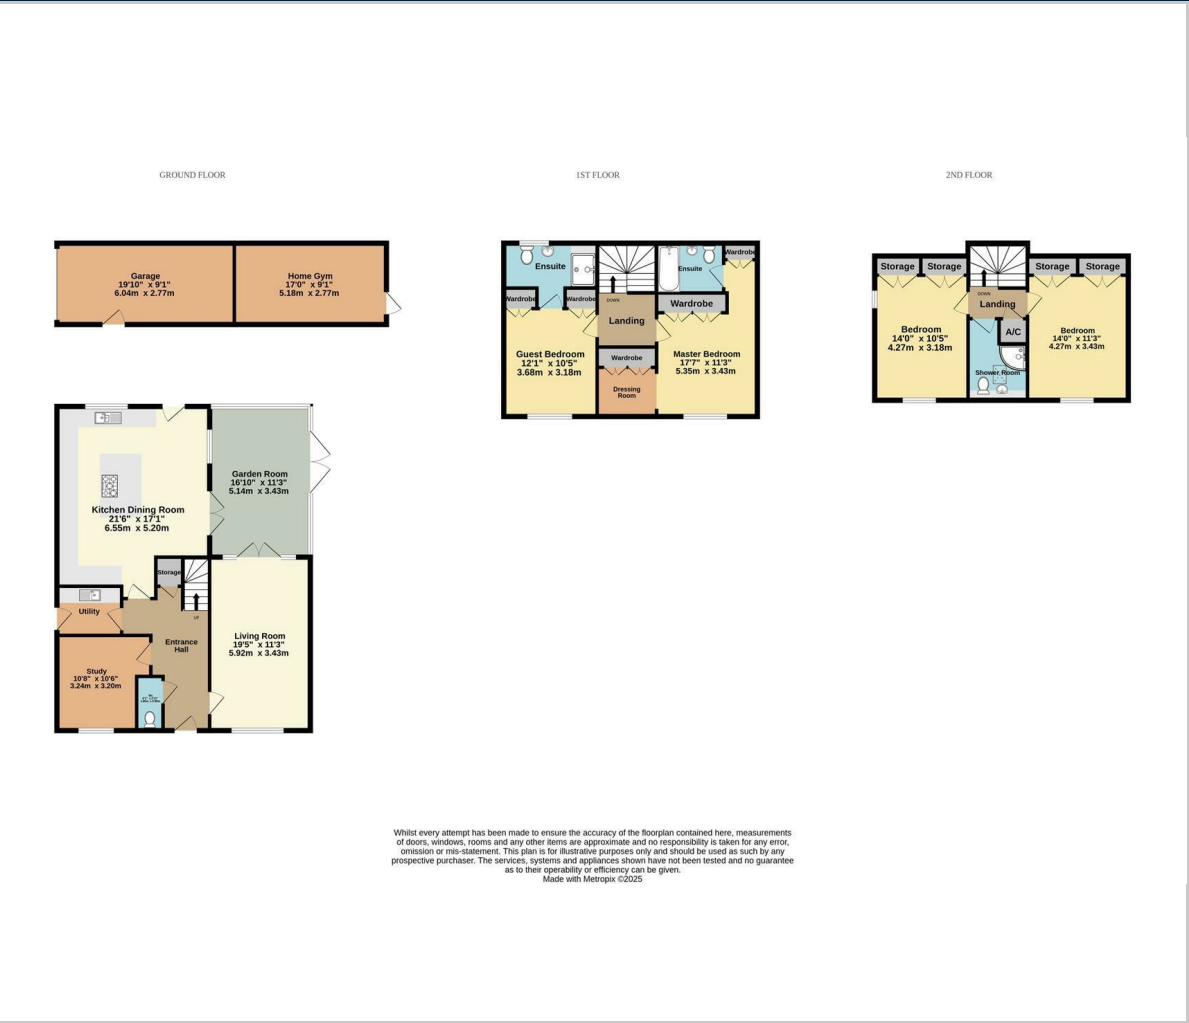 GROUND FLOOR
1ST FLOOR
2ND FLOOR
Garage
19'10" x 9'1"
6.04m x 2.77m
Home Gym
17'0" x 9'1"
5.18m x 2.77m
Kitchen Dining Room
21'6" x 17'1"
6.55m x 5.20m
Garden Room
16'10" x 11'3"
5.14m x 3.43m
Storage
Utility
UP
Entrance
Hall
Living Room
19'5" x 11'3"
5.92m x 3.43m
Study
10'8" x 10'6"
3.24m x 3.20m
Ensuite
Wardrobe
Wardrobe
DOWN
Landing
Ensuite
Wardrobe
Wardrobe
Guest Bedroom
12'1" x 10'5"
3.68m x 3.18m
Wardrobe
Dressing
Room
Master Bedroom
17'7" x 11'3"
5.35m x 3.43m
Storage
Storage
Storage
Storage
DOWN
Landing
A/C
Bedroom
14'0" x 10'5"
4.27m x 3.18m
Shower Room
Bedroom
14'0" x 11'3"
4.27m x 3.43m
Whilst every attempt has been made to ensure the accuracy of the floorplan contained here, measurements
of doors, windows, rooms and any other items are approximate and no responsibility is taken for any error,
omission or mis-statement. This plan is for illustrative purposes only and should be used as such by any
prospective purchaser. The services, systems and appliances shown have not been tested and no guarantee
as to their operability or efficiency can be given.
Made with Metropix ©2025